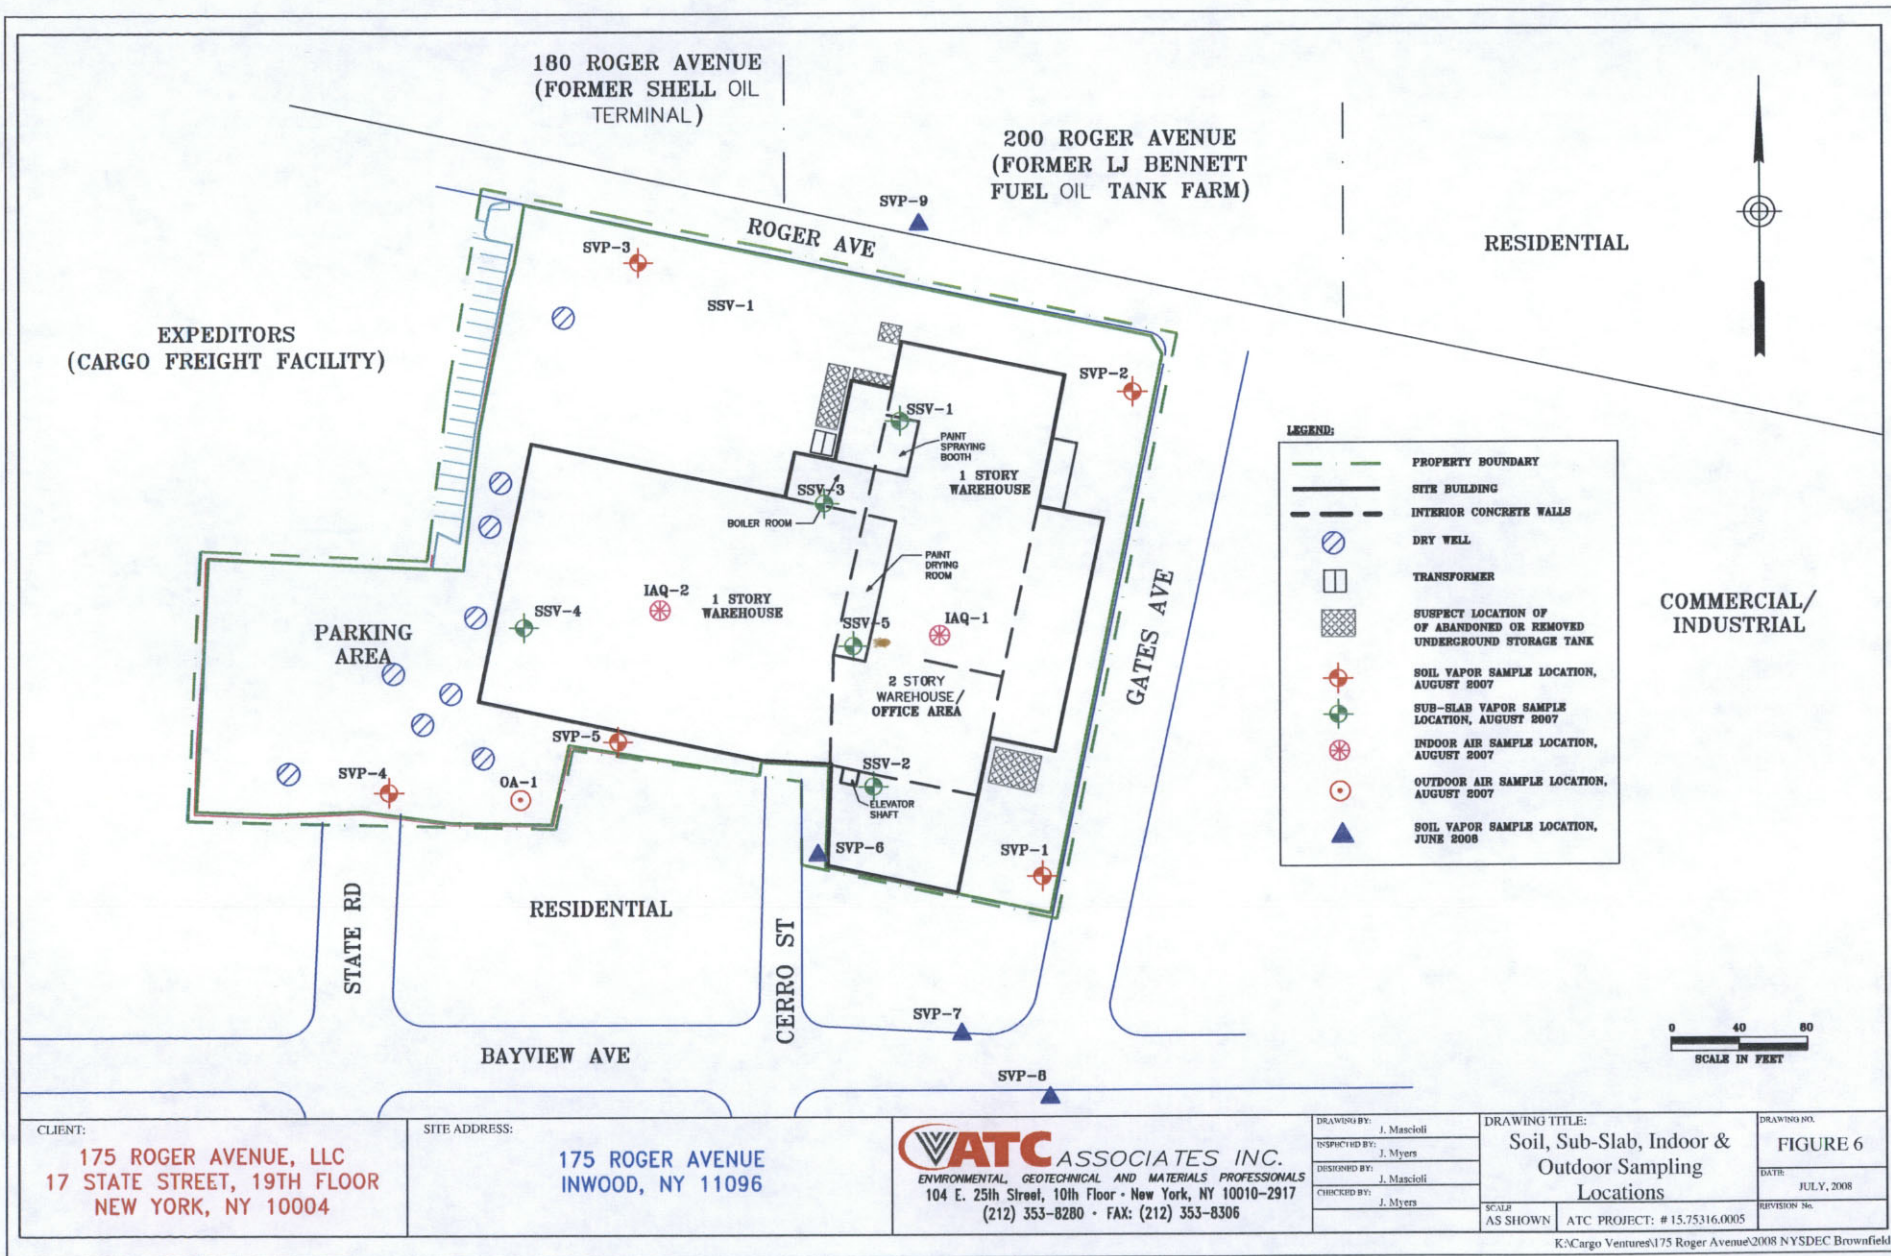 180 ROGER AVENUE
(FORMER SHELL OIL
TERMINAL)
200 ROGER AVENUE
(FORMER LJ BENNETT
FUEL OIL TANK FARM)
SVP-9
ROGER AVE
RESIDENTIAL
SVP-3
SSV-1
EXPEDITORS
(CARGO FREIGHT FACILITY)
SVP-2
SSV-1
PAINT
SPRAYING
BOOTH
1 STORY
WAREHOUSE
SSV-3
BOILER ROOM
PAINT
DRYING
ROOM
IAQ-2
1 STORY
WAREHOUSE
SSV-4
PARKING
AREA
SSV-5
IAQ-1
GATES AVE
2 STORY
WAREHOUSE/
OFFICE AREA
SVP-5
SVP-4
OA-1
SSV-2
ELEVATOR
SHAFT
SVP-6
SVP-1
STATE RD
RESIDENTIAL
CERRO ST
SVP-7
BAYVIEW AVE
SVP-8
LEGEND:
PROPERTY BOUNDARY
SITE BUILDING
INTERIOR CONCRETE WALLS
DRY WELL
TRANSFORMER
SUSPECT LOCATION OF
OF ABANDONED OR REMOVED
UNDERGROUND STORAGE TANK
SOIL VAPOR SAMPLE LOCATION,
AUGUST 2007
SUB-SLAB VAPOR SAMPLE
LOCATION, AUGUST 2007
INDOOR AIR SAMPLE LOCATION,
AUGUST 2007
OUTDOOR AIR SAMPLE LOCATION,
AUGUST 2007
SOIL VAPOR SAMPLE LOCATION,
JUNE 2008
COMMERCIAL/
INDUSTRIAL
0 40 80
SCALE IN FEET
CLIENT:
175 ROGER AVENUE, LLC
17 STATE STREET, 19TH FLOOR
NEW YORK, NY 10004
SITE ADDRESS:
175 ROGER AVENUE
INWOOD, NY 11096
ATC ASSOCIATES INC.
ENVIRONMENTAL, GEOTECHNICAL AND MATERIALS PROFESSIONALS
104 E. 25th Street, 10th Floor • New York, NY 10010-2917
(212) 353-8280 • FAX: (212) 353-8306
DRAWING BY:
J. Mascioli
INSPECTED BY:
J. Myers
DESIGNED BY:
J. Mascioli
CHECKED BY:
J. Myers
DRAWING TITLE:
Soil, Sub-Slab, Indoor &
Outdoor Sampling
Locations
SCALE
AS SHOWN
ATC PROJECT: # 15.75316.0005
DRAWING NO.
FIGURE 6
DATE:
JULY, 2008
REVISION No.
K:\Cargo Ventures\175 Roger Avenue\2008 NYSDEC Brownfield